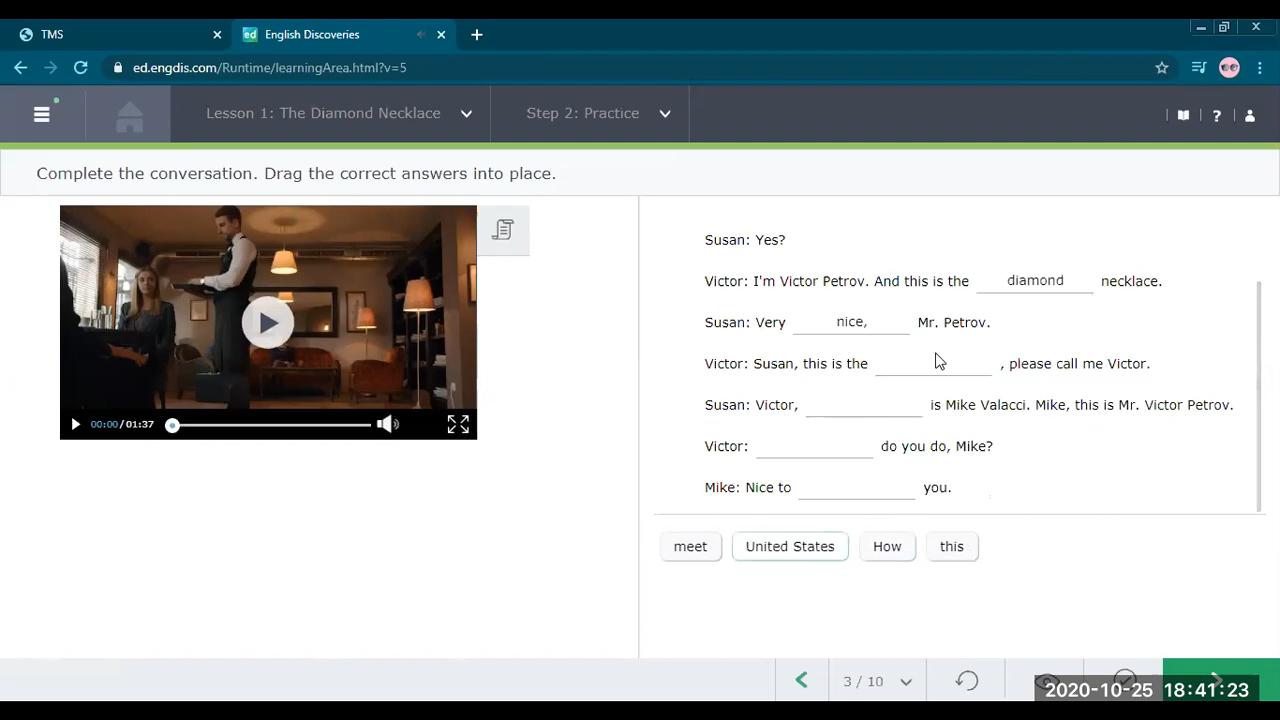 TMS
English Discoveries
ed.engdis.com/Runtime/learningArea.html?v=5
Lesson 1: The Diamond Necklace
Step 2: Practice
?
Complete the conversation. Drag the correct answers into place.
Susan: Yes?
Victor: I'm Victor Petrov. And this is the diamond necklace.
Susan: Very nice, Mr. Petrov.
Victor: Susan, this is the , please call me Victor.
Susan: Victor, is Mike Valacci. Mike, this is Mr. Victor Petrov.
Victor: do you do, Mike?
Mike: Nice to you.
00:00/01:37
meet
United States
How
this
3 / 10
2020-10-25 18:41:23